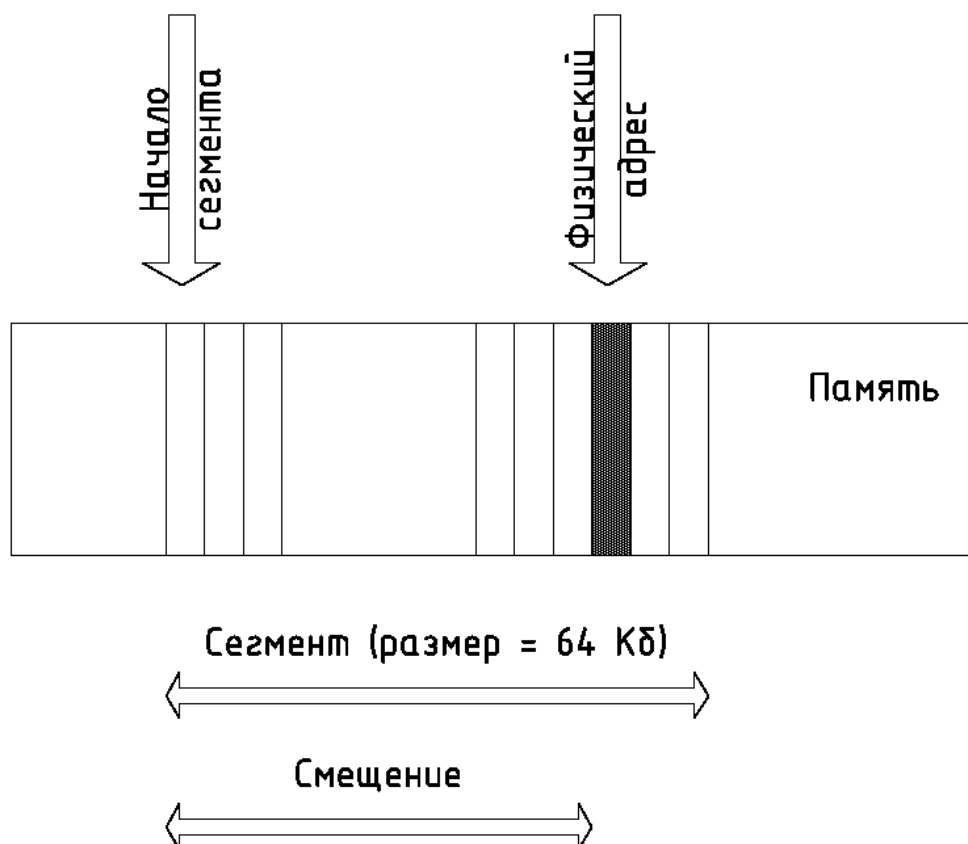 Начало
сегмента
Физический
адрес
Память
Сегмент (размер = 64 Кб)
Смещение